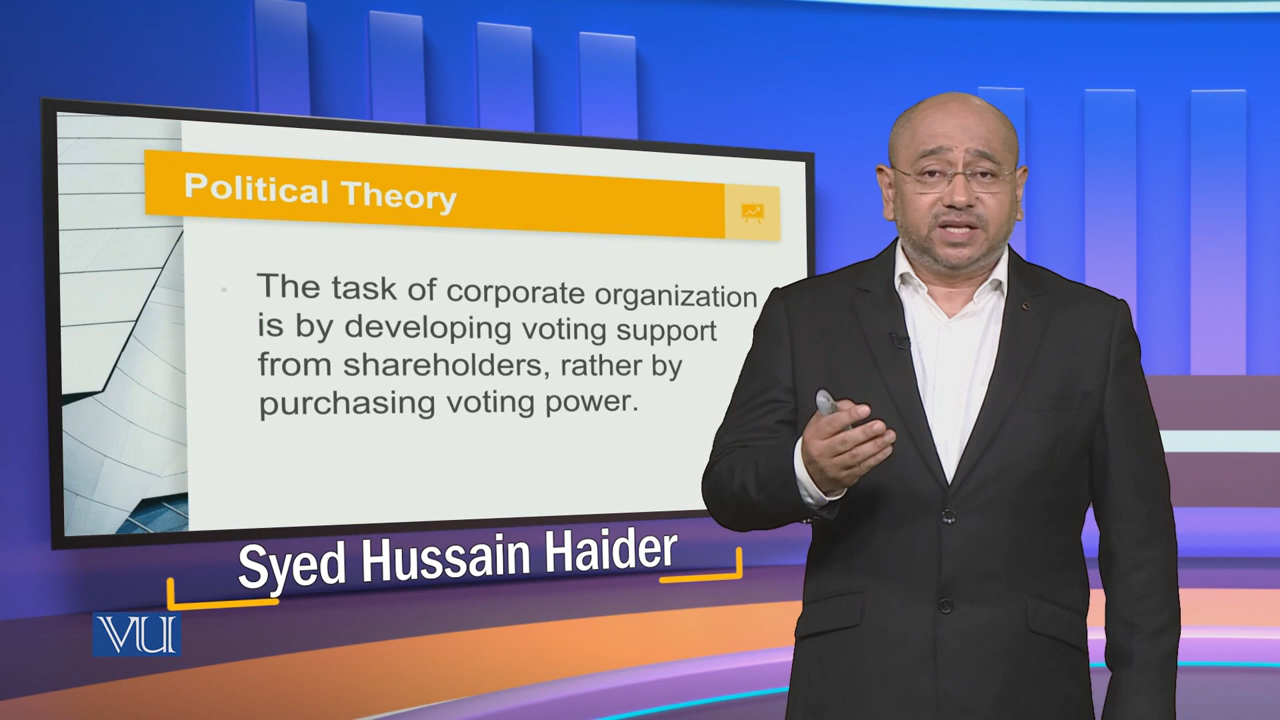 Political Theory
The task of corporate organization
is by developing voting support
from shareholders, rather by
purchasing voting power.
Syed Hussain Haider
VU